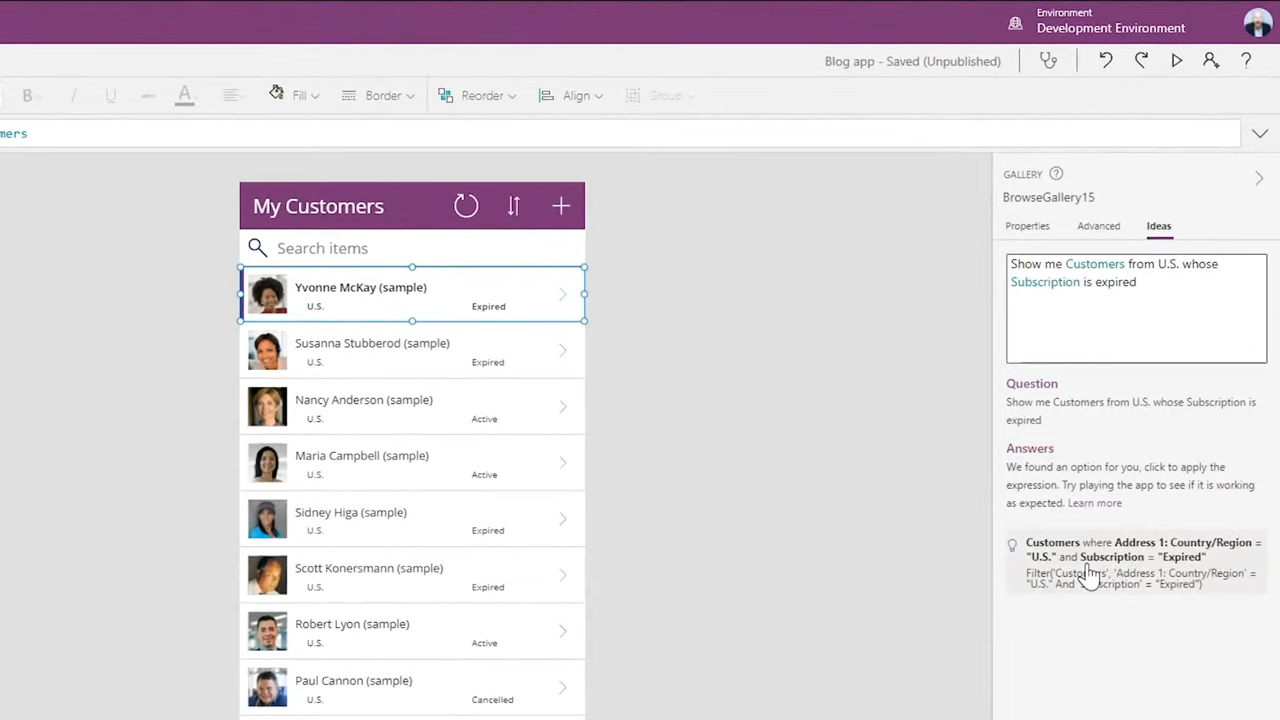 Environment
Development Environment
Blog app - Saved (Unpublished)
B
I
U
A
Fill
Border
Reorder
Align
Group
mers
My Customers
Search items
Yvonne McKay (sample)
U.S.
Expired
Susanna Stubberod (sample)
U.S.
Expired
Nancy Anderson (sample)
U.S.
Active
Maria Campbell (sample)
U.S.
Active
Sidney Higa (sample)
U.S.
Expired
Scott Konersmann (sample)
U.S.
Expired
Robert Lyon (sample)
U.S.
Active
Paul Cannon (sample)
U.S.
Cancelled
GALLERY
BrowseGallery15
Properties
Advanced
Ideas
Show me Customers from U.S. whose
Subscription is expired
Question
Show me Customers from U.S. whose Subscription is
expired
Answers
We found an option for you, click to apply the
expression. Try playing the app to see if it is working
as expected. Learn more
Customers where Address 1: Country/Region =
"U.S." and Subscription = "Expired"
Filter('Customers', 'Address 1: Country/Region' =
"U.S." And scription' = "Expired")